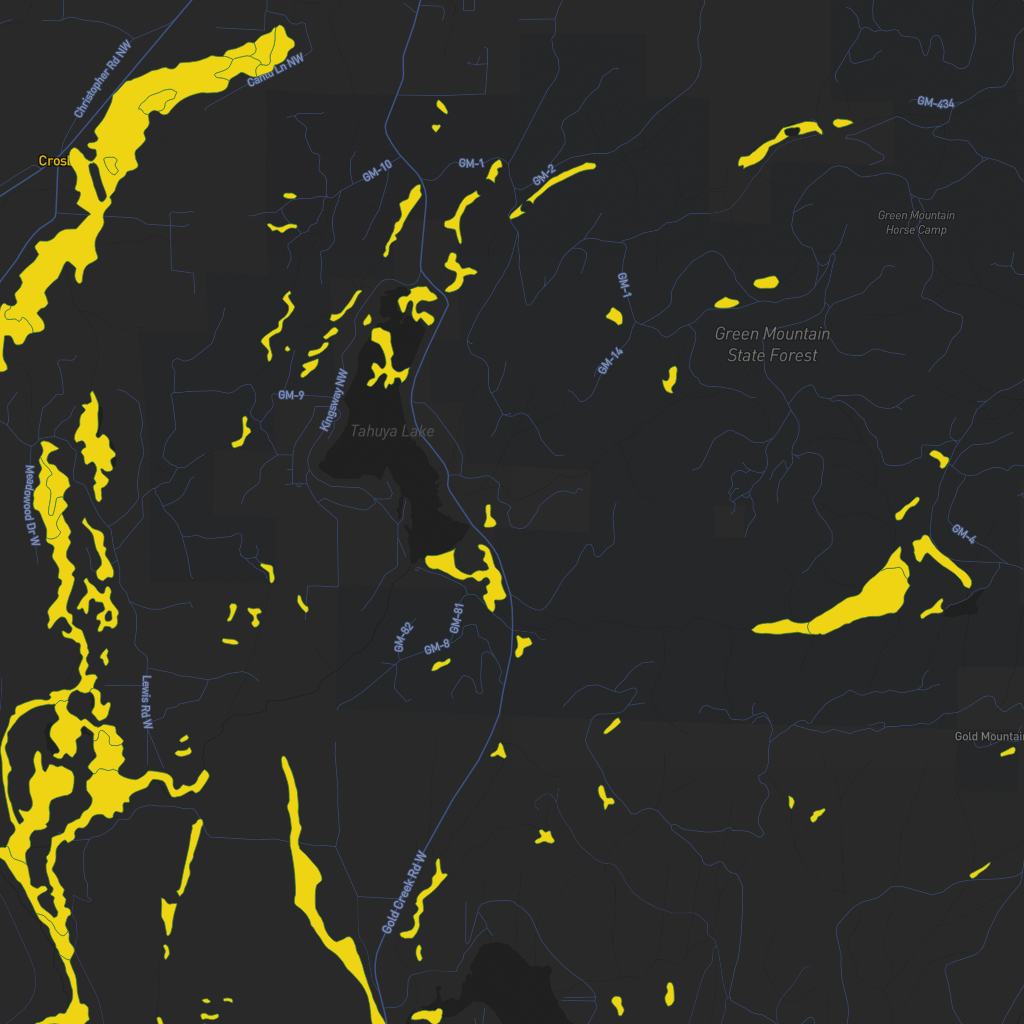 Christopher Rd NW
Camu Ln NW
GM-434
GM-10
GM-1
GM-2
Green Mountain
Horse Camp
GM-1
Green Mountain
State Forest
GM-14
GM-9
Kingsway NW
Tahuya Lake
Meadowood Dr W
GM-4
GM-81
GM-82
GM-8
Lewis Rd W
Gold Mountain
Gold Creek Rd W